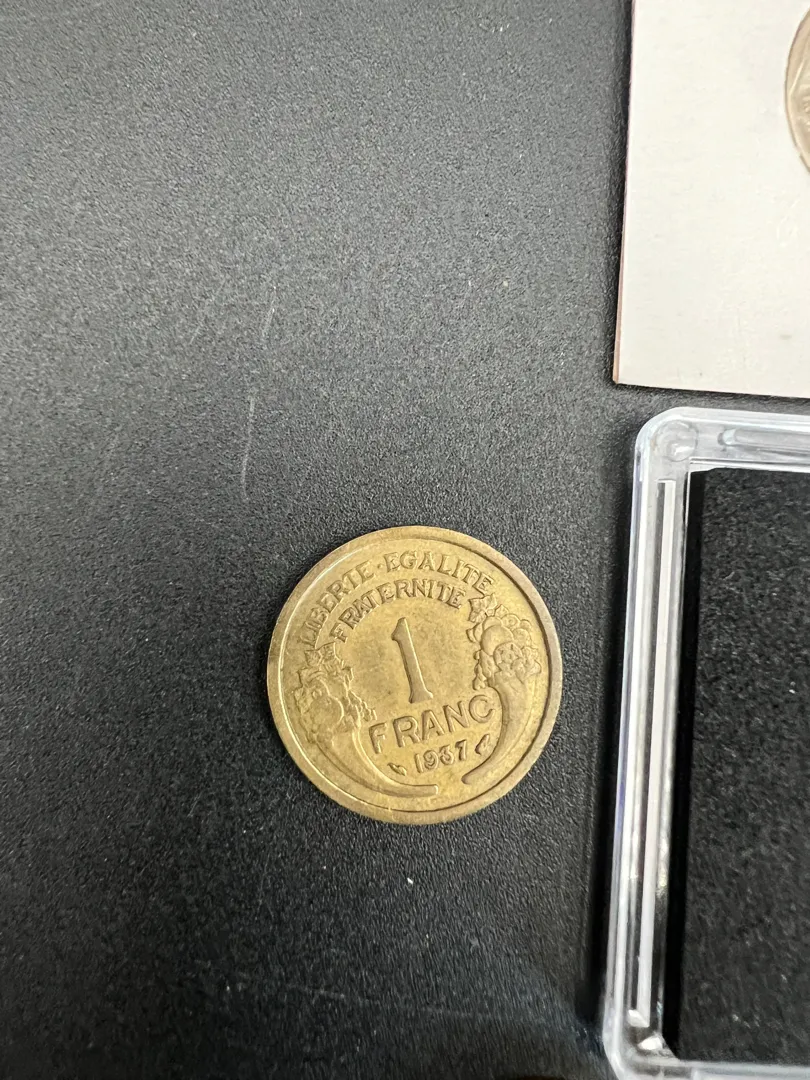 LIBERTE·EGALITE
FRATERNITE
1
FRANC
1937